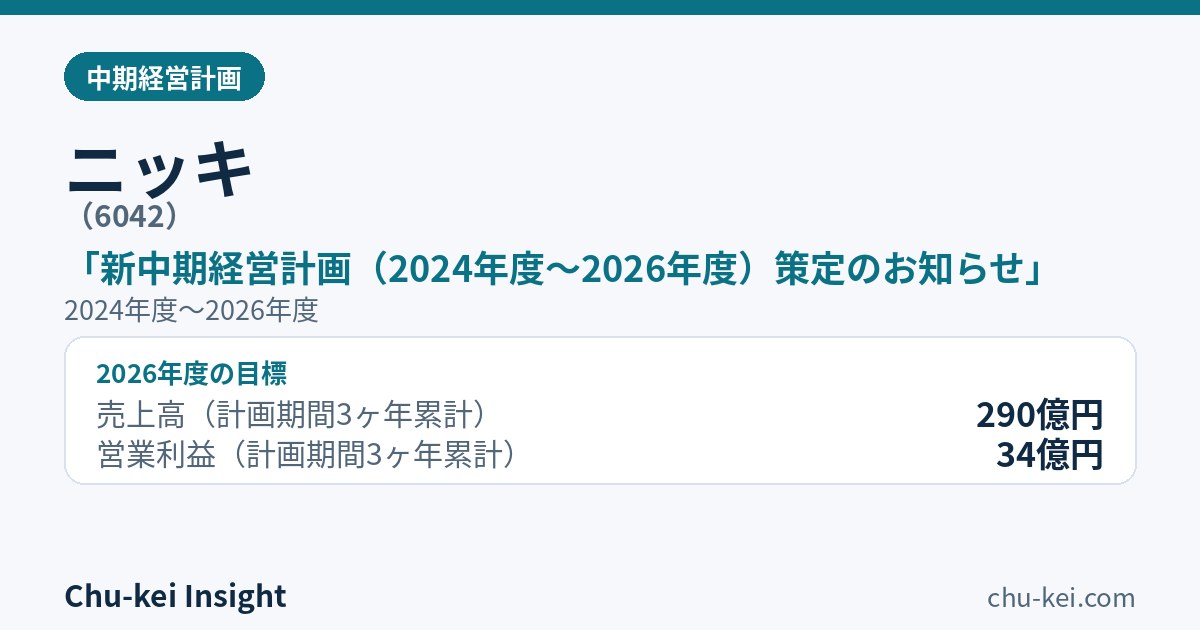 中期経営計画
ニッキ
（6042）
「新中期経営計画（2024年度〜2026年度）策定のお知らせ」
2024年度〜2026年度
2026年度の目標
売上高（計画期間3ヶ年累計） 290億円
営業利益（計画期間3ヶ年累計） 34億円
Chu-kei Insight chu-kei.com